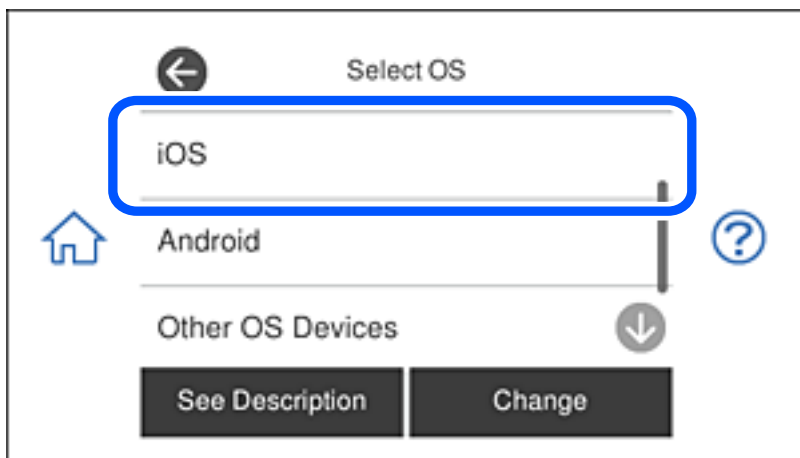 Select OS
iOS
Android
Other OS Devices
See Description
Change